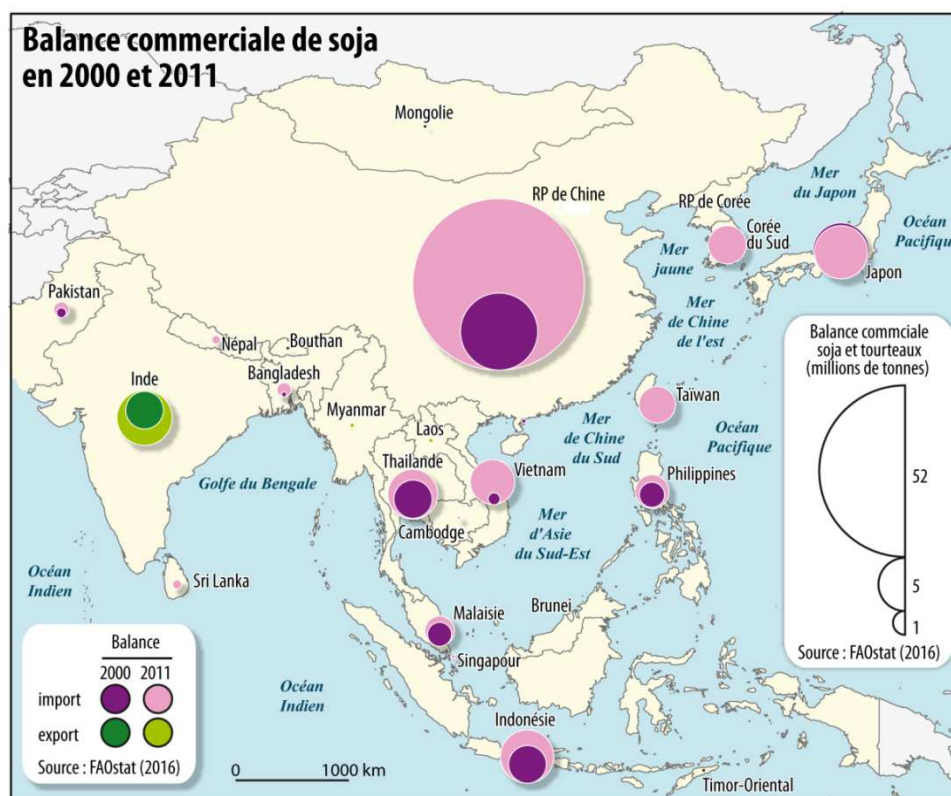 Balance commerciale de soja
en 2000 et 2011
Mongolie
RP de Chine
Mer
du Japon
RP de Corée
Corée
du Sud
Océan
Pacifique
Mer
jaune
Japon
Pakistan
Mer
de Chine
de l'est
Népal
Bouthan
Inde
Bangladesh
Myanmar
Laos
Taïwan
Mer
de Chine
du Sud
Océan
Pacifique
Thailande
Vietnam
Philippines
Golfe du Bengale
Cambodge
Mer
d'Asie
du Sud-Est
Océan
Indien
Sri Lanka
Malaisie
Brunei
Singapour
Océan
Indien
Indonésie
Timor-Oriental
Balance commciale
soja et tourteaux
(millions de tonnes)
52
5
1
Source : FAOstat (2016)
Balance
2000 2011
import
export
Source : FAOstat (2016)
0 1000 km